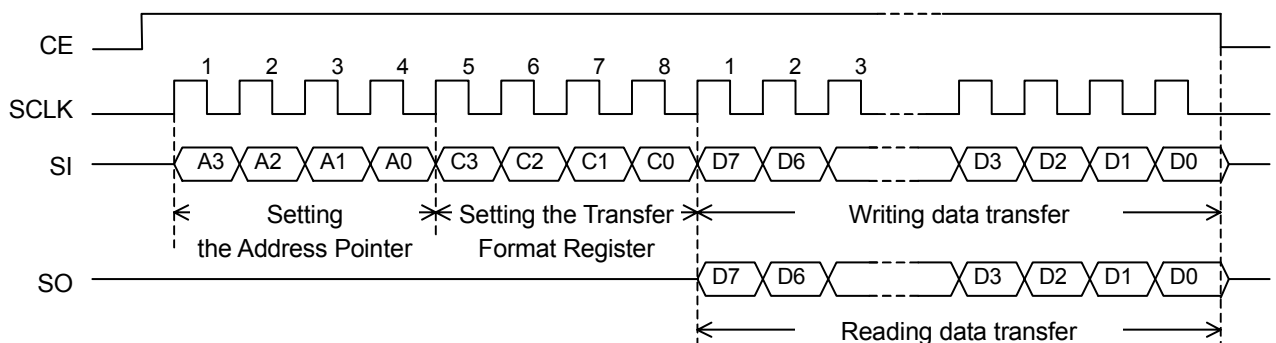 CE
1 2 3 4 5 6 7 8 1 2 3
SCLK
SI A3 A2 A1 A0 C3 C2 C1 C0 D7 D6 D3 D2 D1 D0
Setting Setting the Transfer Writing data transfer
the Address Pointer Format Register
SO D7 D6 D3 D2 D1 D0
Reading data transfer